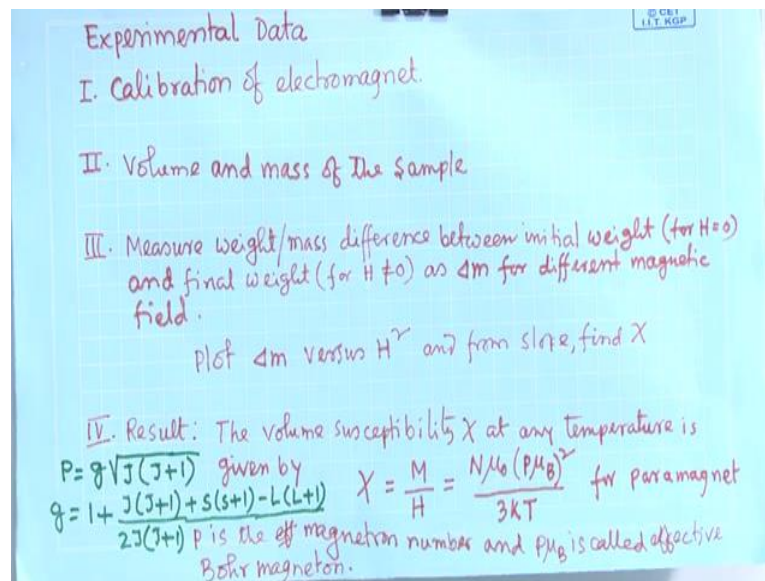 © CET
I.I.T. KGP
Experimental Data
I. Calibration of electromagnet.
II. Volume and mass of the sample
III. Measure weight/mass difference between initial weight (for H=0)
and final weight (for H ≠ 0) as Δm for different magnetic
field.
Plot Δm versus H² and from slope, find X
IV. Result: The volume susceptibility X at any temperature is
P = g√J(J+1) given by
g = 1 + J(J+1)+S(S+1)-L(L+1) / 2J(J+1)
X = M/H = Nμ₀(PμB)² / 3KT for paramagnet
P is the eff magnetron number and PμB is called effective
Bohr magneton.